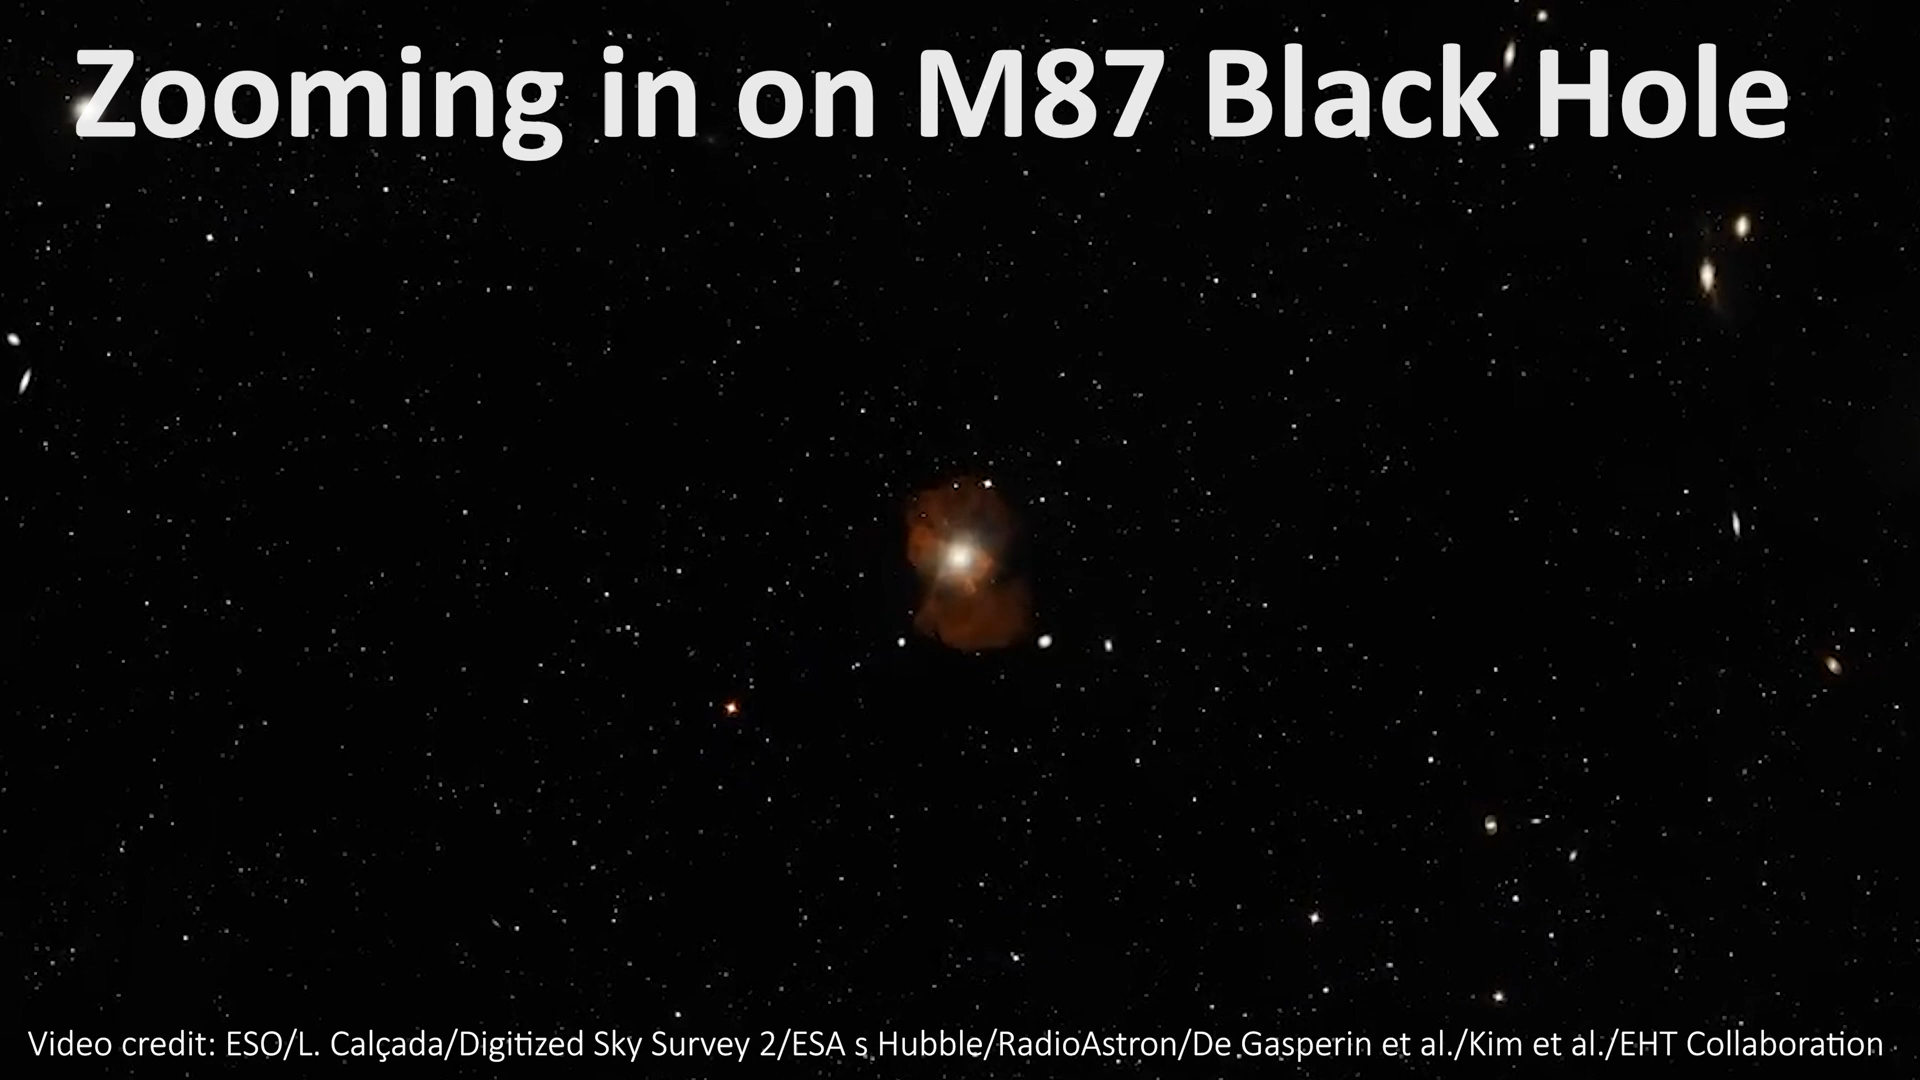 Zooming in on M87 Black Hole
Video credit: ESO/L. Calçada/Digitized Sky Survey 2/ESA s Hubble/RadioAstron/De Gasperin et al./Kim et al./EHT Collaboration